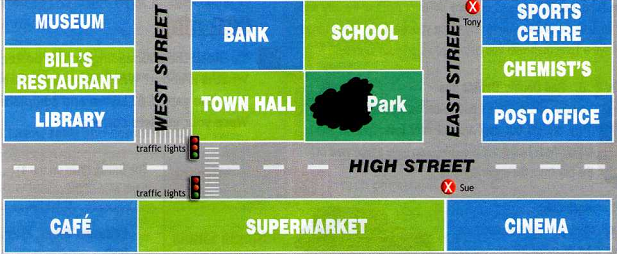 MUSEUM
BILL'S
RESTAURANT
LIBRARY
WEST STREET
BANK
SCHOOL
TOWN HALL
Park
EAST STREET
Tony
SPORTS
CENTRE
CHEMIST'S
POST OFFICE
traffic lights
traffic lights
HIGH STREET
Sue
CAFÉ
SUPERMARKET
CINEMA